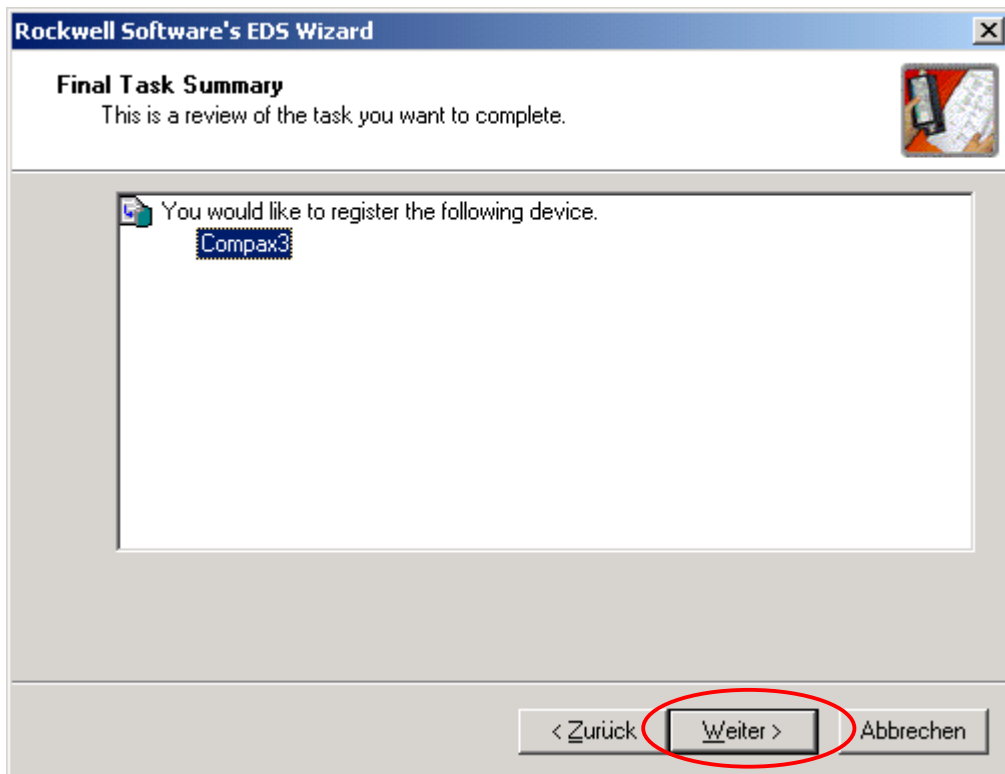 Rockwell Software's EDS Wizard
Final Task Summary
This is a review of the task you want to complete.
You would like to register the following device.
Compax3
< Zurück
Weiter >
Abbrechen